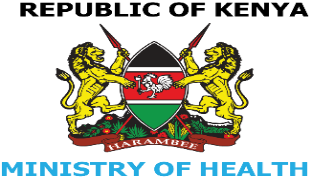 REPUBLIC OF KENYA
HARAMBEE
MINISTRY OF HEALTH